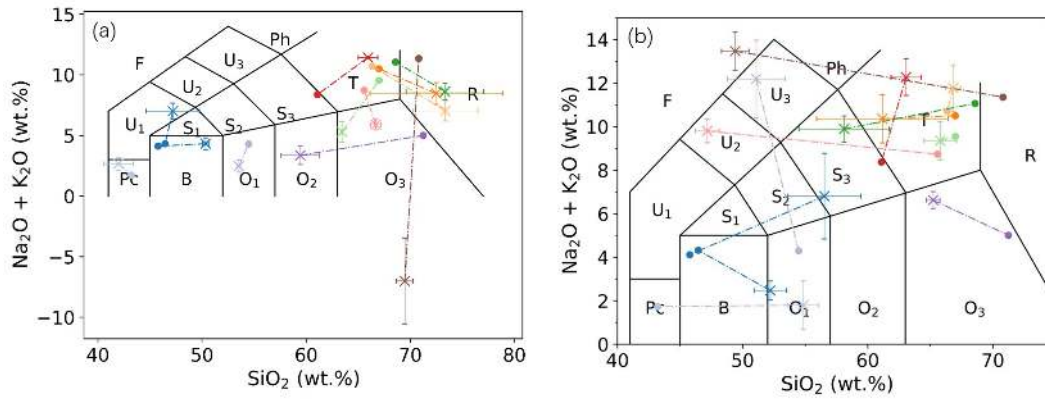 (a)
Na₂O + K₂O (wt.%)
15
10
5
0
−5
−10
F
Ph
U₃
U₂
U₁
S₁
S₂
S₃
T
R
Pc
B
O₁
O₂
O₃
40
50
60
70
80
SiO₂ (wt.%)
(b)
Na₂O + K₂O (wt.%)
14
12
10
8
6
4
2
0
F
Ph
U₃
U₂
U₁
S₁
S₂
S₃
T
R
Pc
B
O₁
O₂
O₃
40
50
60
70
SiO₂ (wt.%)